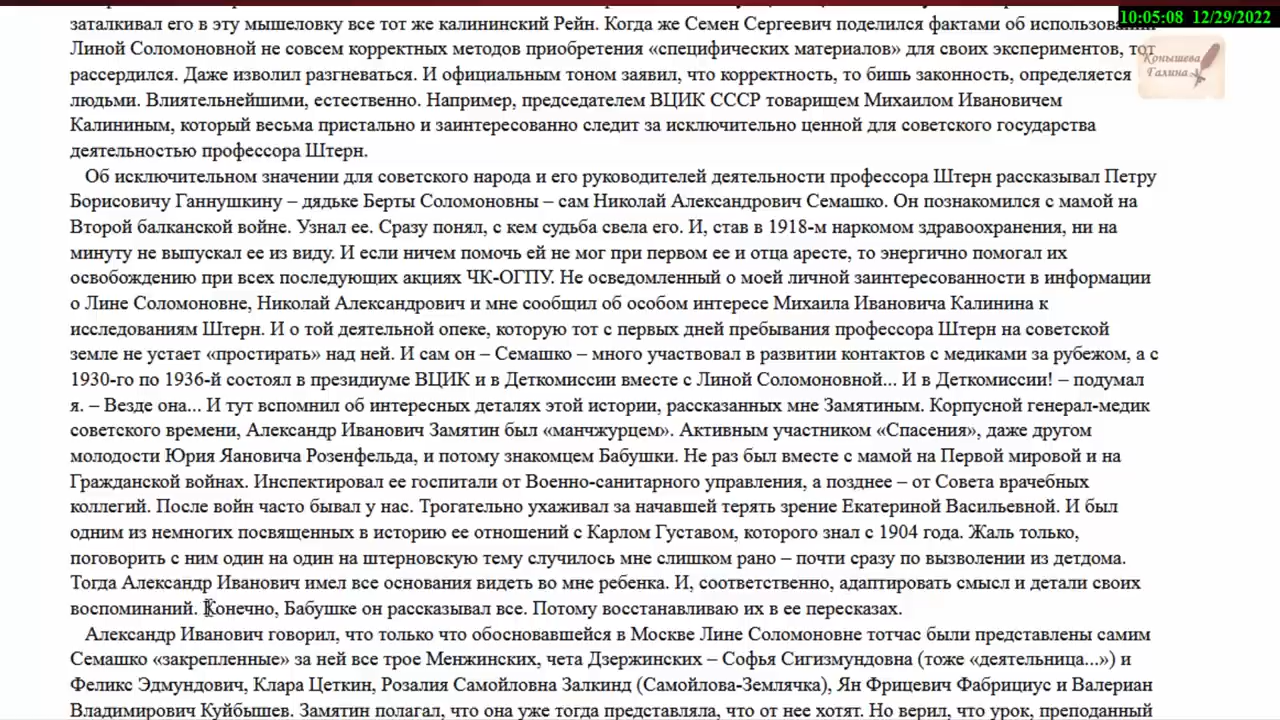 заталкивал его в эту мышеловку все тот же калининский Рейн. Когда же Семен Сергеевич поделился фактами об использовании
10:05:08 12/29/2022
Линой Соломоновной не совсем корректных методов приобретения «специфических материалов» для своих экспериментов, тот
Конышева
Галина
рассердился. Даже изволил разгневаться. И официальным тоном заявил, что корректность, то бишь законность, определяется
людьми. Влиятельнейшими, естественно. Например, председателем ВЦИК СССР товарищем Михаилом Ивановичем
Калининым, который весьма пристально и заинтересованно следит за исключительно ценной для советского государства
деятельностью профессора Штерн.
Об исключительном значении для советского народа и его руководителей деятельности профессора Штерн рассказывал Петру
Борисовичу Ганнушкину – дядьке Берты Соломоновны – сам Николай Александрович Семашко. Он познакомился с мамой на
Второй балканской войне. Узнал ее. Сразу понял, с кем судьба свела его. И, став в 1918-м наркомом здравоохранения, ни на
минуту не выпускал ее из виду. И если ничем помочь ей не мог при первом ее и отца аресте, то энергично помогал их
освобождению при всех последующих акциях ЧК-ОГПУ. Не осведомленный о моей личной заинтересованности в информации
о Лине Соломоновне, Николай Александрович и мне сообщил об особом интересе Михаила Ивановича Калинина к
исследованиям Штерн. И о той деятельной опеке, которую тот с первых дней пребывания профессора Штерн на советской
земле не устает «простирать» над ней. И сам он – Семашко – много участвовал в развитии контактов с медиками за рубежом, а с
1930-го по 1936-й состоял в президиуме ВЦИК и в Деткомиссии вместе с Линой Соломоновной... И в Деткомиссии! – подумал
я. – Везде она... И тут вспомнил об интересных деталях этой истории, рассказанных мне Замятиным. Корпусной генерал-медик
советского времени, Александр Иванович Замятин был «манчжурцем». Активным участником «Спасения», даже другом
молодости Юрия Яановича Розенфельда, и потому знакомцем Бабушки. Не раз был вместе с мамой на Первой мировой и на
Гражданской войнах. Инспектировал ее госпитали от Военно-санитарного управления, а позднее – от Совета врачебных
коллегий. После войн часто бывал у нас. Трогательно ухаживал за начавшей терять зрение Екатериной Васильевной. И был
одним из немногих посвященных в историю ее отношений с Карлом Густавом, которого знал с 1904 года. Жаль только,
поговорить с ним один на один на штерновскую тему случилось мне слишком рано – почти сразу по вызволении из детдома.
Тогда Александр Иванович имел все основания видеть во мне ребенка. И, соответственно, адаптировать смысл и детали своих
воспоминаний. Конечно, Бабушке он рассказывал все. Потому восстанавливаю их в ее пересказах.
Александр Иванович говорил, что только что обосновавшейся в Москве Лине Соломоновне тотчас были представлены самим
Семашко «закрепленные» за ней все трое Менжинских, чета Дзержинских – Софья Сигизмундовна (тоже «деятельница...») и
Феликс Эдмундович, Клара Цеткин, Розалия Самойловна Залкинд (Самойлова-Землячка), Ян Фрицевич Фабрициус и Валериан
Владимирович Куйбышев. Замятин полагал, что она уже тогда представляла, что от нее хотят. Но верил, что урок, преподанный